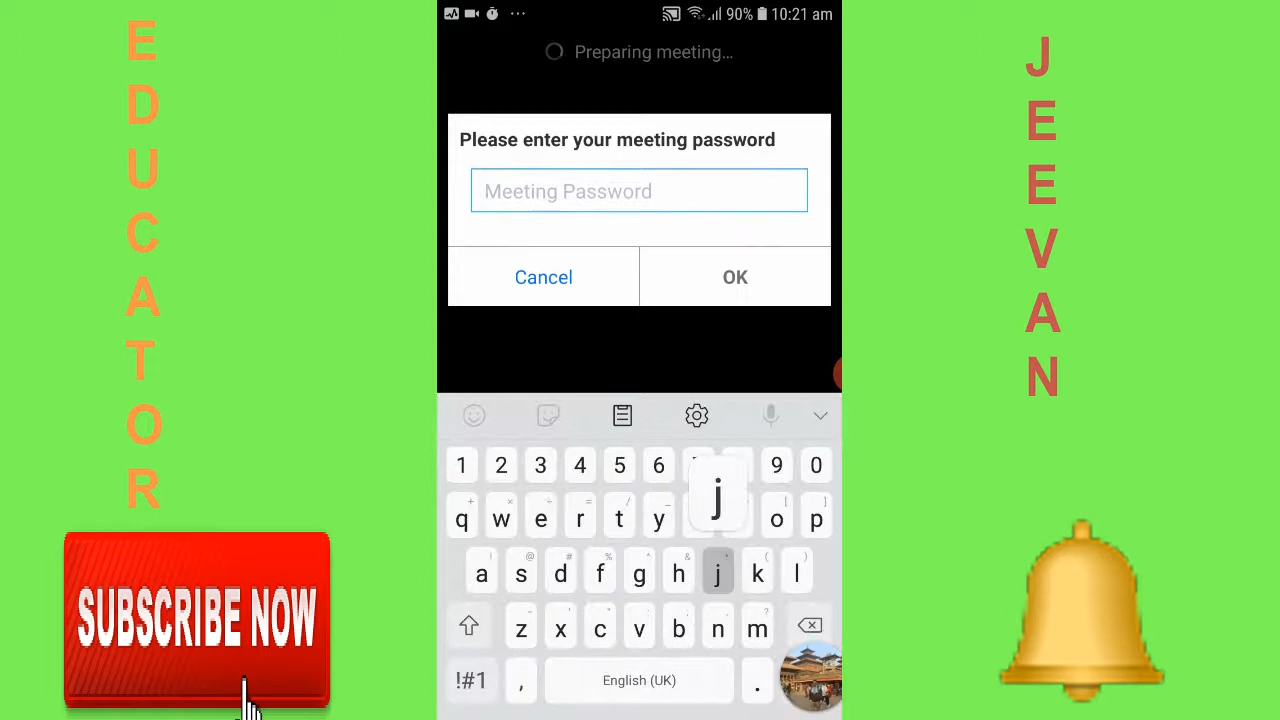 EDUCATOR
JEEVAN
90% 10:21 am
Preparing meeting...
Please enter your meeting password
Meeting Password
Cancel OK
1 2 3 4 5 6 9 0
q w e r t y j o p
a s d f g h j k l
z x c v b n m
!#1 , English (UK) .
SUBSCRIBE NOW